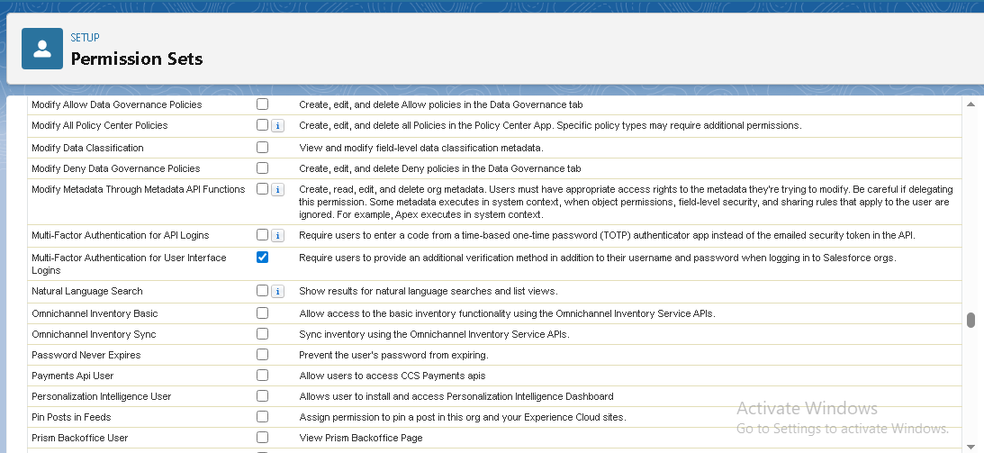 SETUP
Permission Sets
Modify Allow Data Governance Policies
Create, edit, and delete Allow policies in the Data Governance tab
Modify All Policy Center Policies
i
Create, edit, and delete all Policies in the Policy Center App. Specific policy types may require additional permissions.
Modify Data Classification
View and modify field-level data classification metadata.
Modify Deny Data Governance Policies
Create, edit, and delete Deny policies in the Data Governance tab
Modify Metadata Through Metadata API Functions
i
Create, read, edit, and delete org metadata. Users must have appropriate access rights to the metadata they're trying to modify. Be careful if delegating
this permission. Some metadata executes in system context, when object permissions, field-level security, and sharing rules that apply to the user are
ignored. For example, Apex executes in system context.
Multi-Factor Authentication for API Logins
i
Require users to enter a code from a time-based one-time password (TOTP) authenticator app instead of the emailed security token in the API.
Multi-Factor Authentication for User Interface
Logins
Require users to provide an additional verification method in addition to their username and password when logging in to Salesforce orgs.
Natural Language Search
i
Show results for natural language searches and list views.
Omnichannel Inventory Basic
Allow access to the basic inventory functionality using the Omnichannel Inventory Service APIs.
Omnichannel Inventory Sync
Sync inventory using the Omnichannel Inventory Service APIs.
Password Never Expires
Prevent the user's password from expiring.
Payments Api User
Allow users to access CCS Payments apis
Personalization Intelligence User
Allows user to install and access Personalization Intelligence Dashboard
Pin Posts in Feeds
Assign permission to pin a post in this org and your Experience Cloud sites.
Prism Backoffice User
View Prism Backoffice Page
Activate Windows
Go to Settings to activate Windows.